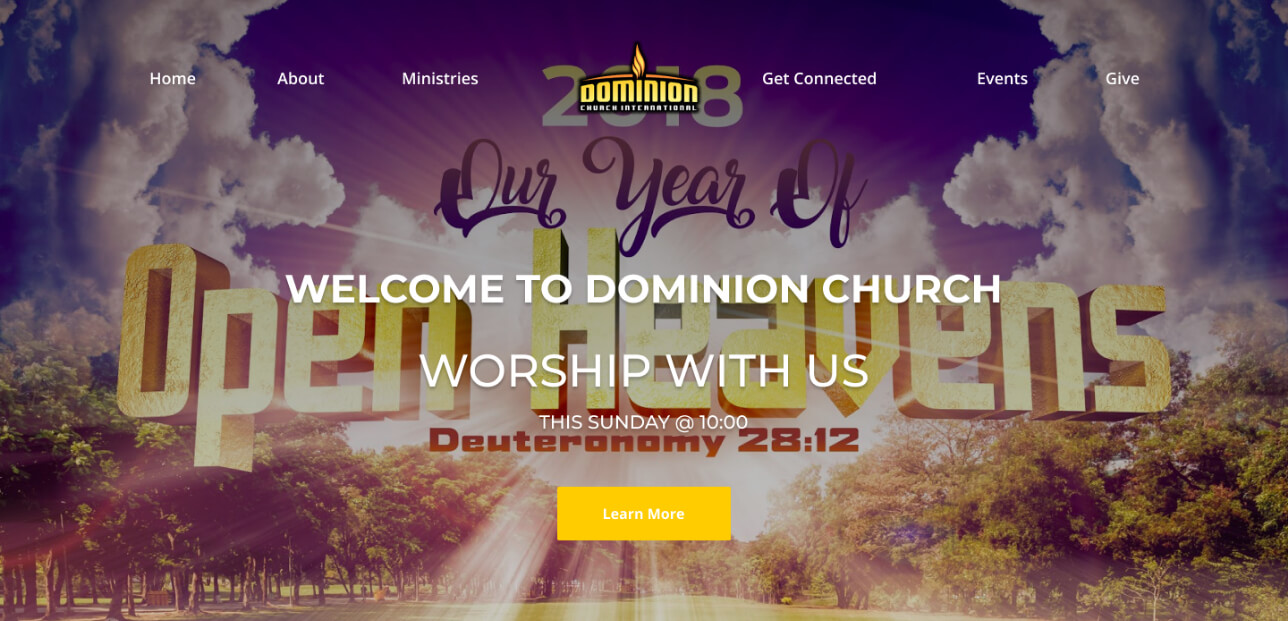 Home
About
Ministries
DOMINION
CHURCH INTERNATIONAL
Get Connected
Events
Give
2018
Our Year Of
Open Heavens
WELCOME TO DOMINION CHURCH
WORSHIP WITH US
THIS SUNDAY @ 10:00
Deuteronomy 28:12
Learn More